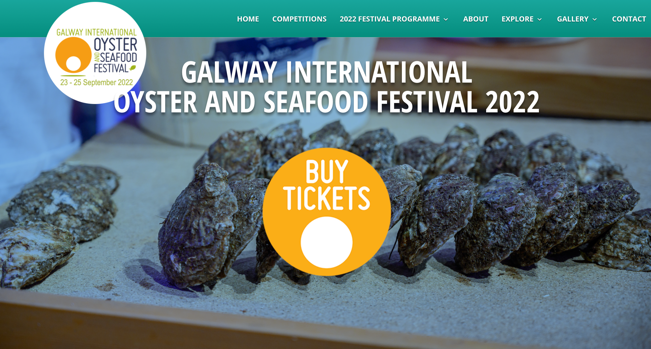 HOME
COMPETITIONS
2022 FESTIVAL PROGRAMME
ABOUT
EXPLORE
GALLERY
CONTACT
GALWAY INTERNATIONAL
OYSTER
AND
SEAFOOD
FESTIVAL
23 - 25 September 2022
GALWAY INTERNATIONAL
OYSTER AND SEAFOOD FESTIVAL 2022
BUY
TICKETS